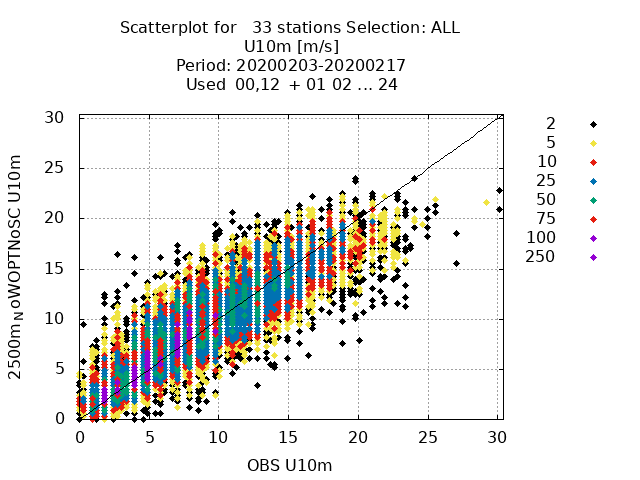 Scatterplot for 33 stations Selection: ALL
U10m [m/s]
Period: 20200203-20200217
Used 00,12 + 01 02 ... 24
30
25
20
15
10
5
0
2500m_NoWOPTNoSC U10m
0 5 10 15 20 25 30
OBS U10m
2
5
10
25
50
75
100
250